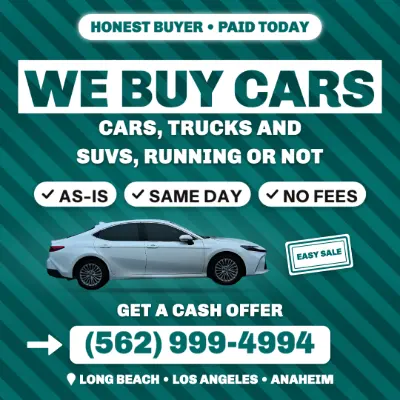 HONEST BUYER • PAID TODAY
WE BUY CARS
CARS, TRUCKS AND
SUVS, RUNNING OR NOT
✓ AS-IS ✓ SAME DAY ✓ NO FEES
EASY SALE
GET A CASH OFFER
→ (562) 999-4994
LONG BEACH • LOS ANGELES • ANAHEIM